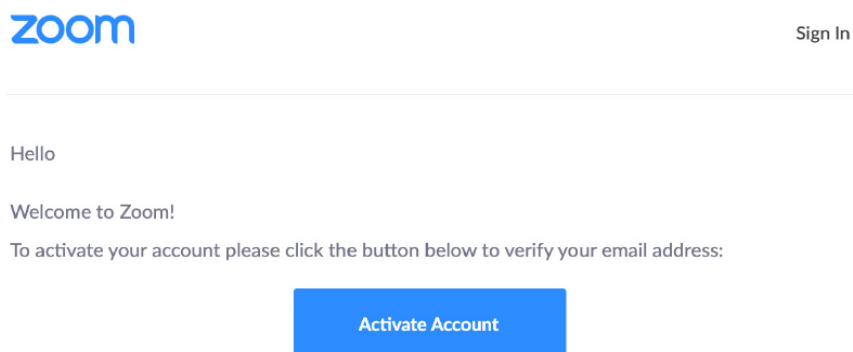 zoom
Sign In
Hello
Welcome to Zoom!
To activate your account please click the button below to verify your email address:
Activate Account